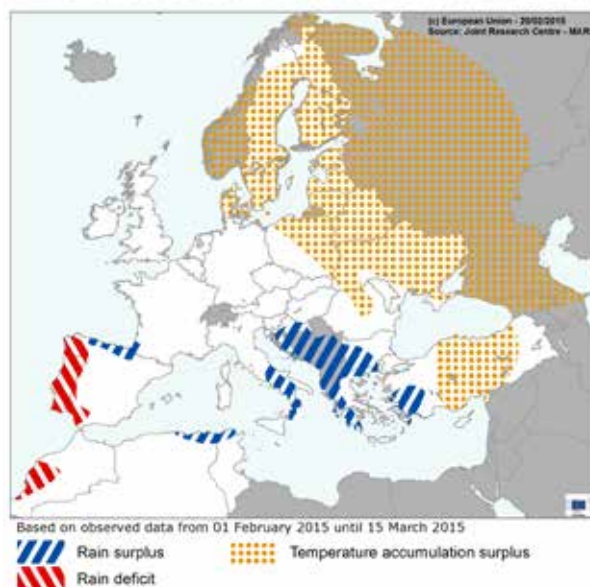 (c) European Union - 20/03/2015
Source: Joint Research Centre - MARS
Based on observed data from 01 February 2015 until 15 March 2015
Rain surplus
Temperature accumulation surplus
Rain deficit